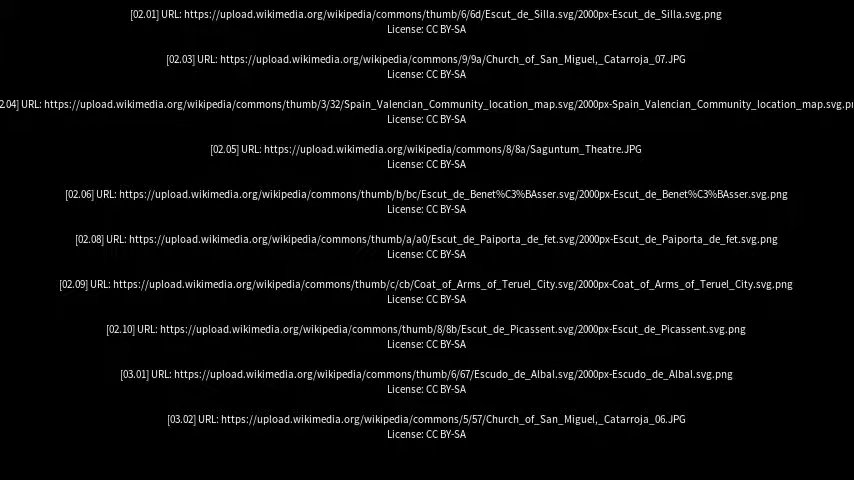 [02.01] URL: https://upload.wikimedia.org/wikipedia/commons/thumb/6/6d/Escut_de_Silla.svg/2000px-Escut_de_Silla.svg.png
License: CC BY-SA
[02.03] URL: https://upload.wikimedia.org/wikipedia/commons/9/9a/Church_of_San_Miguel,_Catarroja_07.JPG
License: CC BY-SA
2.04] URL: https://upload.wikimedia.org/wikipedia/commons/thumb/3/32/Spain_Valencian_Community_location_map.svg/2000px-Spain_Valencian_Community_location_map.svg.pn
License: CC BY-SA
[02.05] URL: https://upload.wikimedia.org/wikipedia/commons/8/8a/Saguntum_Theatre.JPG
License: CC BY-SA
[02.06] URL: https://upload.wikimedia.org/wikipedia/commons/thumb/b/bc/Escut_de_Benet%C3%BAsser.svg/2000px-Escut_de_Benet%C3%BAsser.svg.png
License: CC BY-SA
[02.08] URL: https://upload.wikimedia.org/wikipedia/commons/thumb/a/a0/Escut_de_Paiporta_de_fet.svg/2000px-Escut_de_Paiporta_de_fet.svg.png
License: CC BY-SA
[02.09] URL: https://upload.wikimedia.org/wikipedia/commons/thumb/c/cb/Coat_of_Arms_of_Teruel_City.svg/2000px-Coat_of_Arms_of_Teruel_City.svg.png
License: CC BY-SA
[02.10] URL: https://upload.wikimedia.org/wikipedia/commons/thumb/8/8b/Escut_de_Picassent.svg/2000px-Escut_de_Picassent.svg.png
License: CC BY-SA
[03.01] URL: https://upload.wikimedia.org/wikipedia/commons/thumb/6/67/Escudo_de_Albal.svg/2000px-Escudo_de_Albal.svg.png
License: CC BY-SA
[03.02] URL: https://upload.wikimedia.org/wikipedia/commons/5/57/Church_of_San_Miguel,_Catarroja_06.JPG
License: CC BY-SA